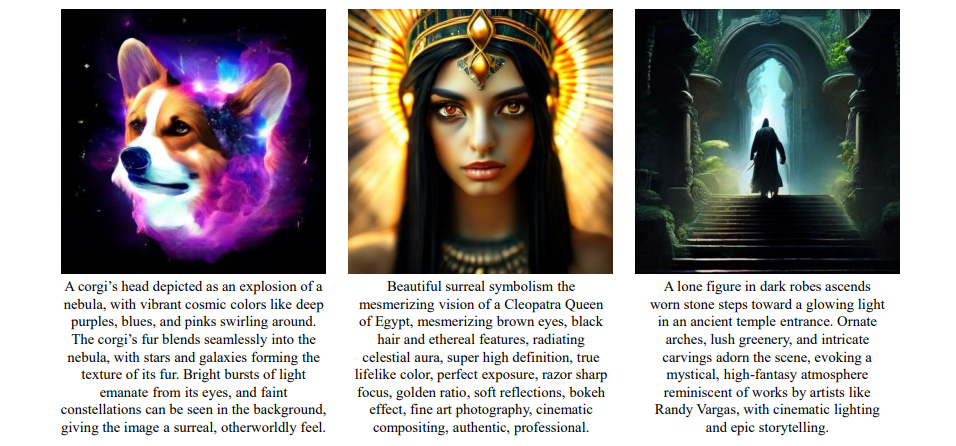 A corgi’s head depicted as an explosion of a
nebula, with vibrant cosmic colors like deep
purples, blues, and pinks swirling around.
The corgi’s fur blends seamlessly into the
nebula, with stars and galaxies forming the
texture of its fur. Bright bursts of light
emanate from its eyes, and faint
constellations can be seen in the background,
giving the image a surreal, otherworldly feel.
Beautiful surreal symbolism the
mesmerizing vision of a Cleopatra Queen
of Egypt, mesmerizing brown eyes, black
hair and ethereal features, radiating
celestial aura, super high definition, true
lifelike color, perfect exposure, razor sharp
focus, golden ratio, soft reflections, bokeh
effect, fine art photography, cinematic
compositing, authentic, professional.
A lone figure in dark robes ascends
worn stone steps toward a glowing light
in an ancient temple entrance. Ornate
arches, lush greenery, and intricate
carvings adorn the scene, evoking a
mystical, high-fantasy atmosphere
reminiscent of works by artists like
Randy Vargas, with cinematic lighting
and epic storytelling.